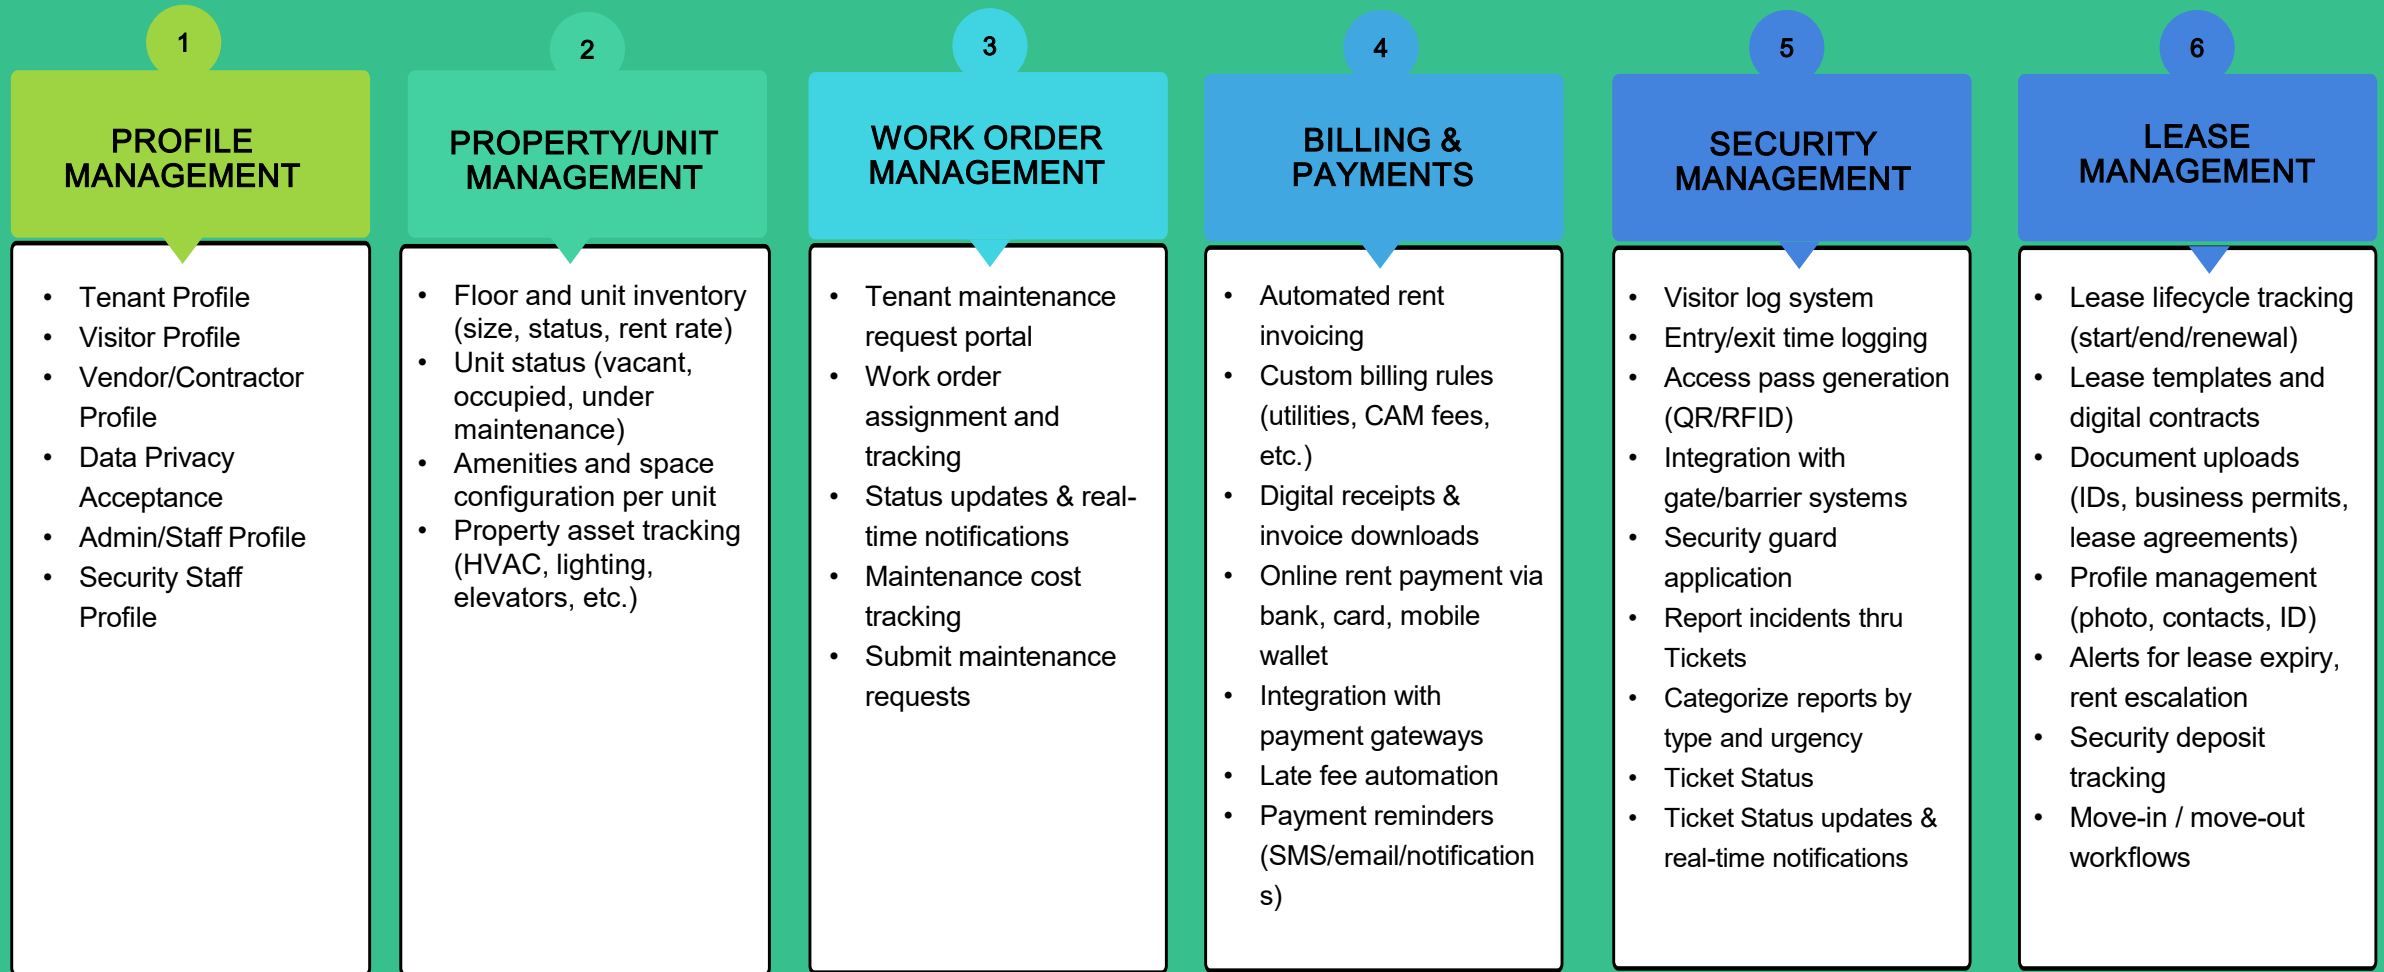 1
PROFILE
MANAGEMENT
• Tenant Profile
• Visitor Profile
• Vendor/Contractor
Profile
• Data Privacy
Acceptance
• Admin/Staff Profile
• Security Staff
Profile
2
PROPERTY/UNIT
MANAGEMENT
• Floor and unit inventory
(size, status, rent rate)
• Unit status (vacant,
occupied, under
maintenance)
• Amenities and space
configuration per unit
• Property asset tracking
(HVAC, lighting,
elevators, etc.)
3
WORK ORDER
MANAGEMENT
• Tenant maintenance
request portal
• Work order
assignment and
tracking
• Status updates & real-
time notifications
• Maintenance cost
tracking
• Submit maintenance
requests
4
BILLING &
PAYMENTS
• Automated rent
invoicing
• Custom billing rules
(utilities, CAM fees,
etc.)
• Digital receipts &
invoice downloads
• Online rent payment via
bank, card, mobile
wallet
• Integration with
payment gateways
• Late fee automation
• Payment reminders
(SMS/email/notification
s)
5
SECURITY
MANAGEMENT
• Visitor log system
• Entry/exit time logging
• Access pass generation
(QR/RFID)
• Integration with
gate/barrier systems
• Security guard
application
• Report incidents thru
Tickets
• Categorize reports by
type and urgency
• Ticket Status
• Ticket Status updates &
real-time notifications
6
LEASE
MANAGEMENT
• Lease lifecycle tracking
(start/end/renewal)
• Lease templates and
digital contracts
• Document uploads
(IDs, business permits,
lease agreements)
• Profile management
(photo, contacts, ID)
• Alerts for lease expiry,
rent escalation
• Security deposit
tracking
• Move-in / move-out
workflows